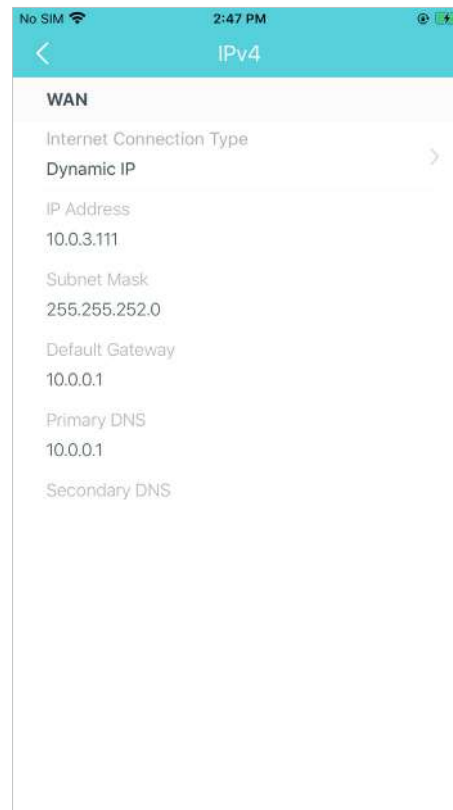 No SIM 2:47 PM
IPv4
WAN
Internet Connection Type
Dynamic IP
IP Address
10.0.3.111
Subnet Mask
255.255.252.0
Default Gateway
10.0.0.1
Primary DNS
10.0.0.1
Secondary DNS